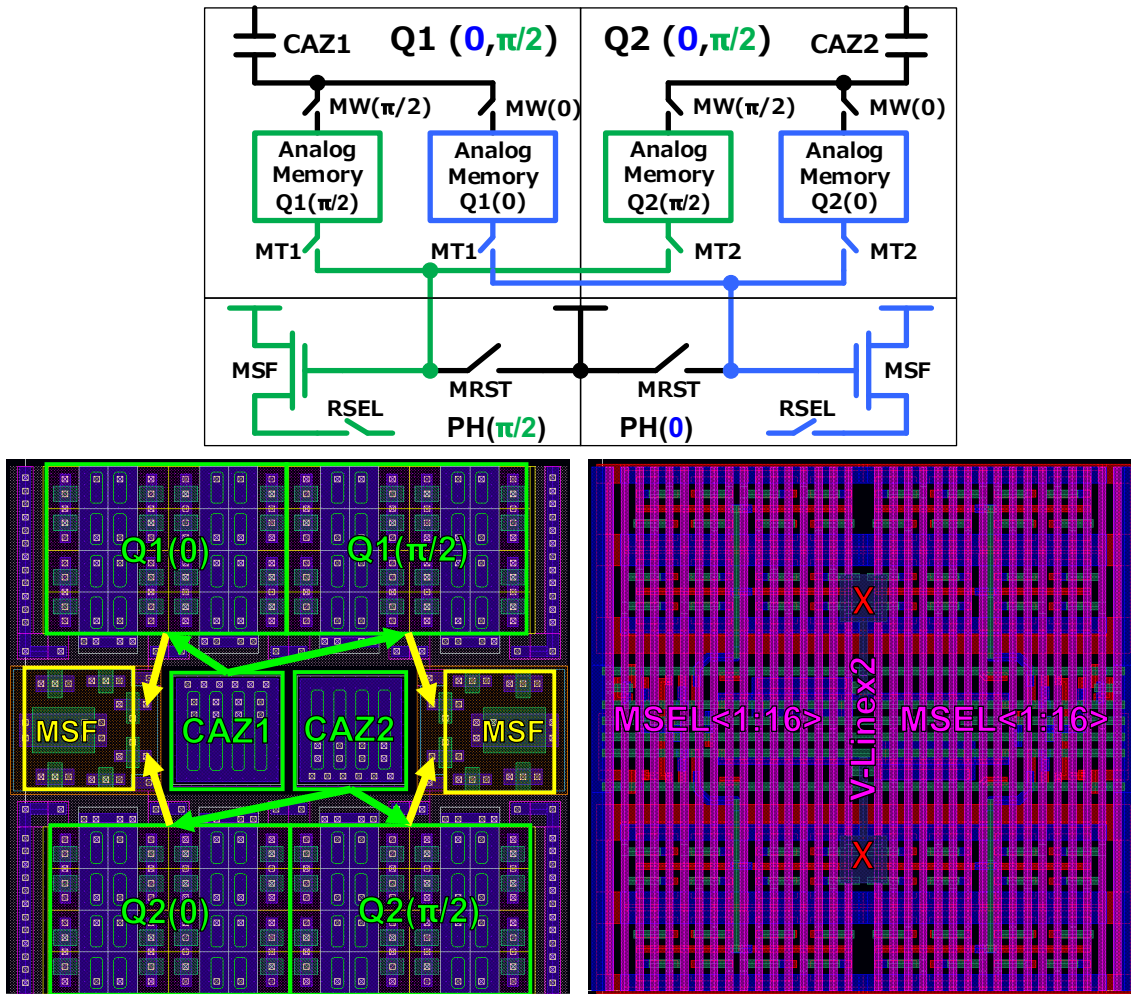 CAZ1
Q1 (0,π/2)
Q2 (0,π/2)
CAZ2
MW(π/2)
MW(0)
MW(π/2)
MW(0)
Analog
Memory
Q1(π/2)
Analog
Memory
Q1(0)
Analog
Memory
Q2(π/2)
Analog
Memory
Q2(0)
MT1
MT1
MT2
MT2
MSF
MRST
MRST
MSF
RSEL
RSEL
PH(π/2)
PH(0)
Q1(0)
Q1(π/2)
MSF
CAZ1
CAZ2
MSF
Q2(0)
Q2(π/2)
X
MSEL<1:16>
V-Linex2
MSEL<1:16>
X